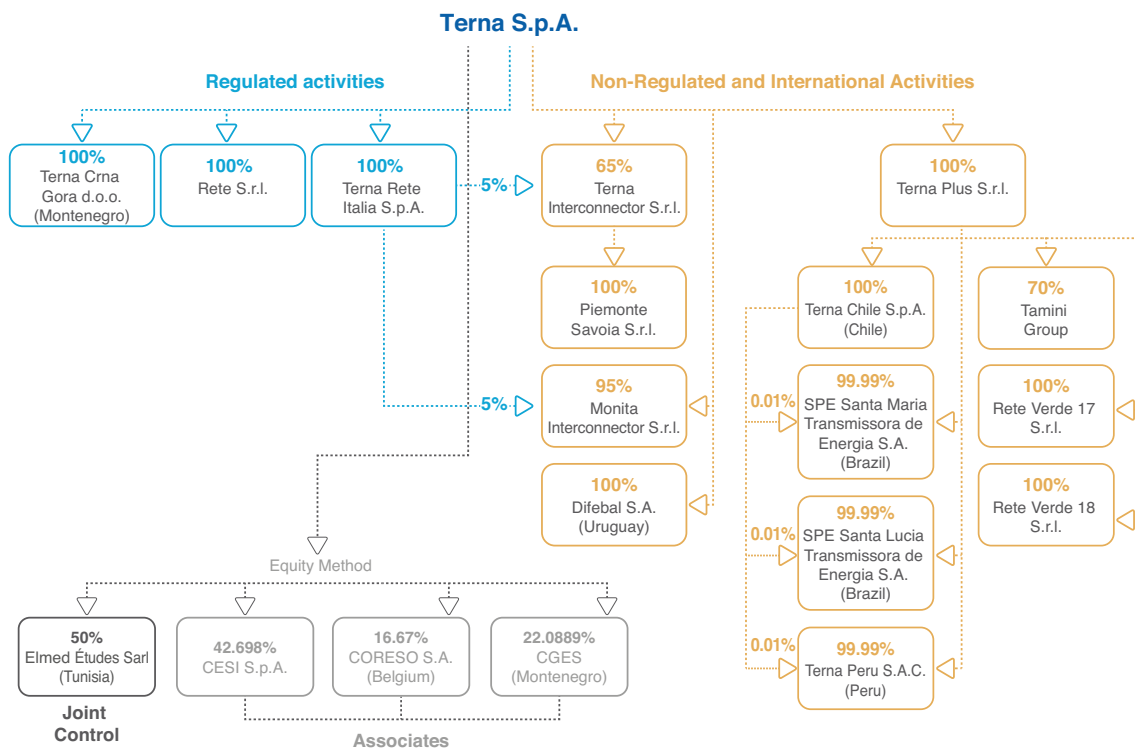 Terna S.p.A.
Regulated activities
Non-Regulated and International Activities
100%
Terna Crna
Gora d.o.o.
(Montenegro)
100%
Rete S.r.l.
100%
Terna Rete
Italia S.p.A.
5%
65%
Terna
Interconnector S.r.l.
100%
Terna Plus S.r.l.
100%
Piemonte
Savoia S.r.l.
100%
Terna Chile S.p.A.
(Chile)
70%
Tamini
Group
5%
95%
Monita
Interconnector S.r.l.
0.01%
99.99%
SPE Santa Maria
Transmissora de
Energia S.A.
(Brazil)
100%
Rete Verde 17
S.r.l.
100%
Difebal S.A.
(Uruguay)
0.01%
99.99%
SPE Santa Lucia
Transmissora de
Energia S.A.
(Brazil)
100%
Rete Verde 18
S.r.l.
Equity Method
50%
Elmed Études Sarl
(Tunisia)
42.698%
CESI S.p.A.
16.67%
CORESO S.A.
(Belgium)
22.0889%
CGES
(Montenegro)
0.01%
99.99%
Terna Peru S.A.C.
(Peru)
Joint
Control
Associates